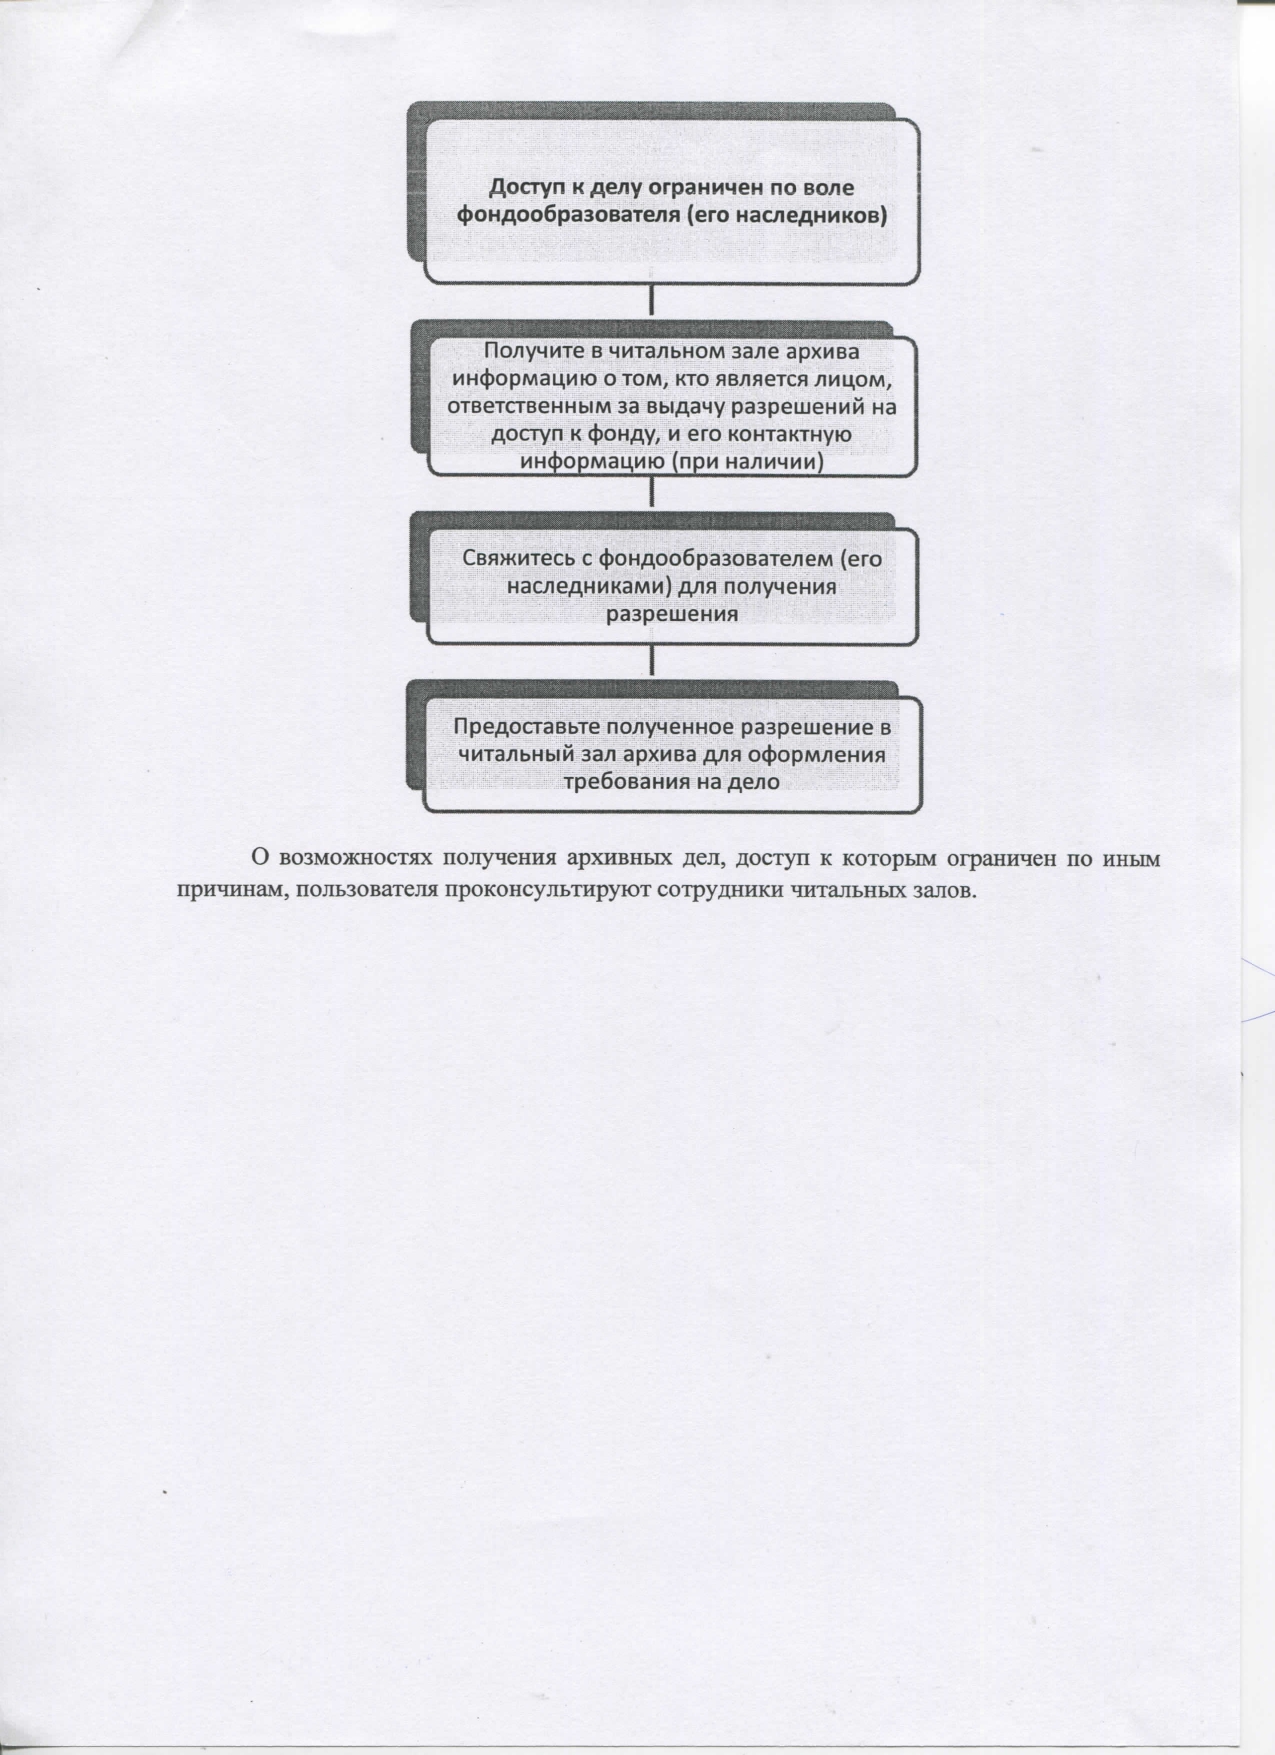 Доступ к делу ограничен по воле
фондообразователя (его наследников)
Получите в читальном зале архива
информацию о том, кто является лицом,
ответственным за выдачу разрешений на
доступ к фонду, и его контактную
информацию (при наличии)
Свяжитесь с фондообразователем (его
наследниками) для получения
разрешения
Предоставьте полученное разрешение в
читальный зал архива для оформления
требования на дело
О возможностях получения архивных дел, доступ к которым ограничен по иным
причинам, пользователя проконсультируют сотрудники читальных залов.